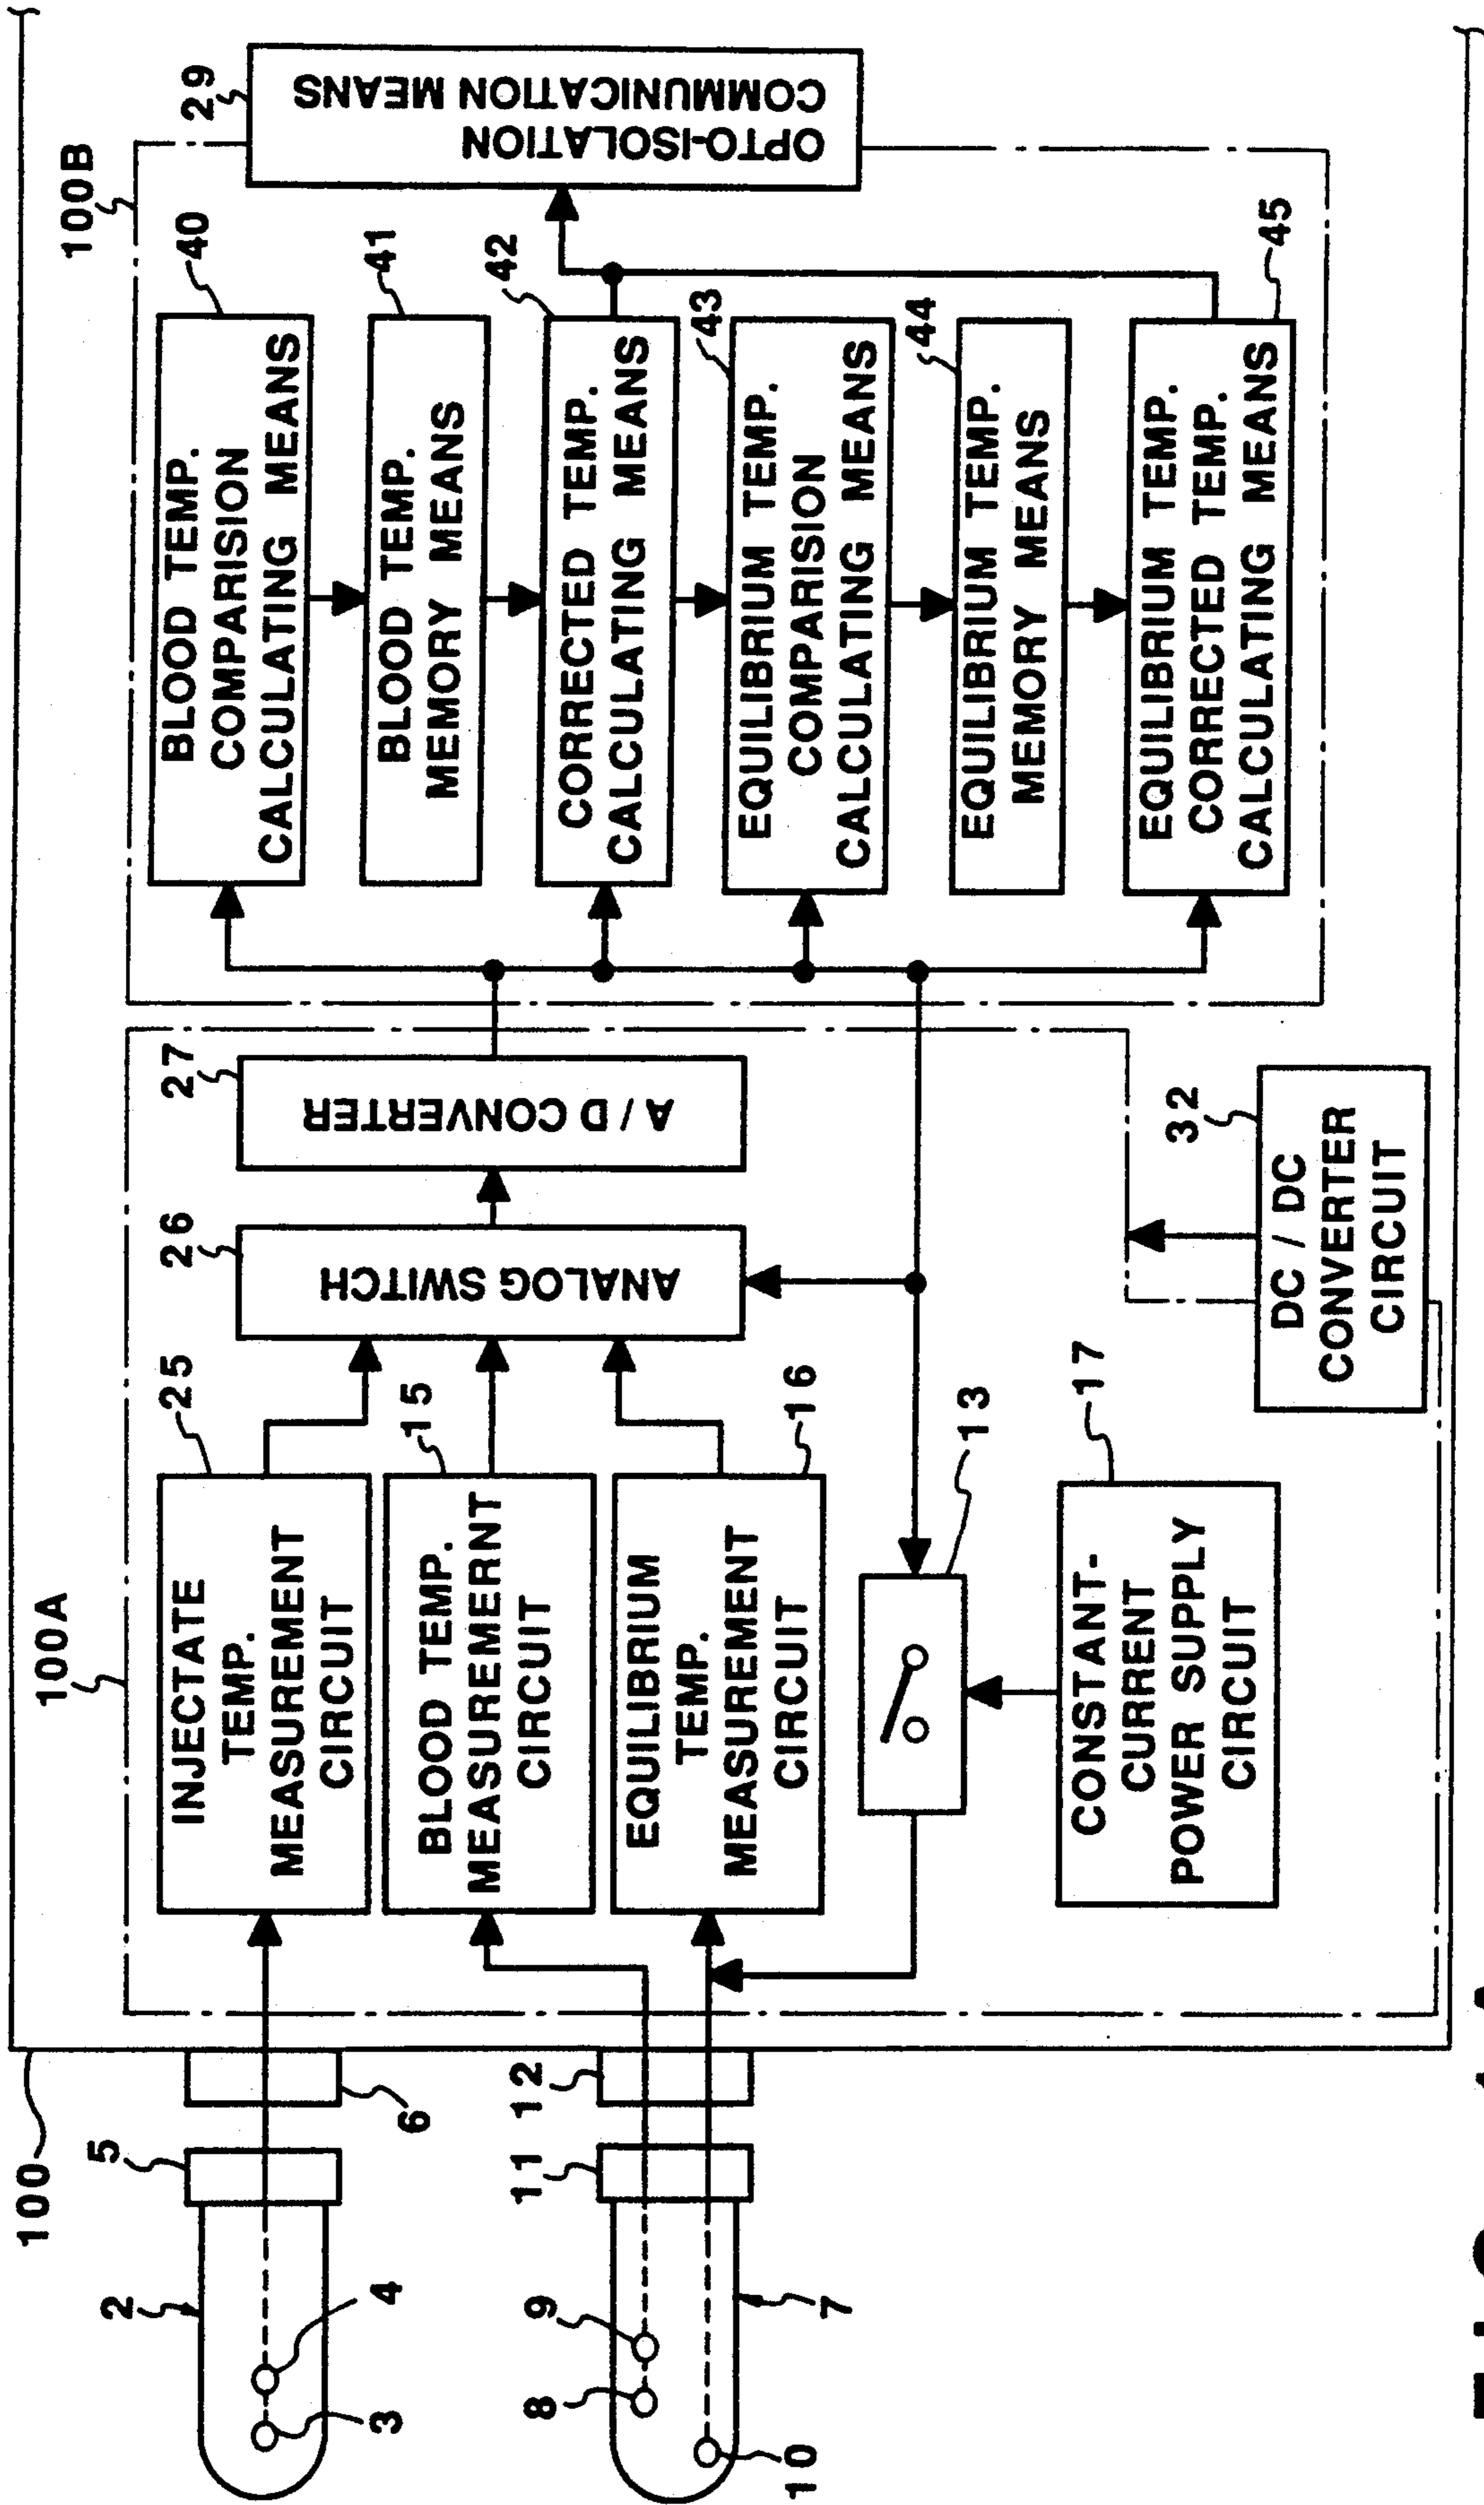 100
100A
100B
2
3
4
5
6
7
8
9
10
11
12
25
INJECTATE
TEMP.
MEASUREMENT
CIRCUIT
15
BLOOD TEMP.
MEASUREMERNT
CIRCUIT
16
EQUILIBRIUM
TEMP.
MEASUREMENT
CIRCUIT
13
17
CONSTANT-
CURRENT
POWER SUPPLY
CIRCUIT
26
ANALOG SWITCH
27
A / D CONVERTER
32
DC / DC
CONVERTER
CIRCUIT
40
BLOOD TEMP.
COMPARISION
CALCULATING MEANS
41
BLOOD TEMP.
MEMORY MEANS
42
CORRECTED TEMP.
CALCULATING MEANS
43
EQUILIBRIUM TEMP.
COMPARISION
CALCULATING MEANS
44
EQUILIBRIUM TEMP.
MEMORY MEANS
45
EQUILIBRIUM TEMP.
CORRECTED TEMP.
CALCULATING MEANS
29
OPTO-ISOLATION
COMMUNICATION MEANS